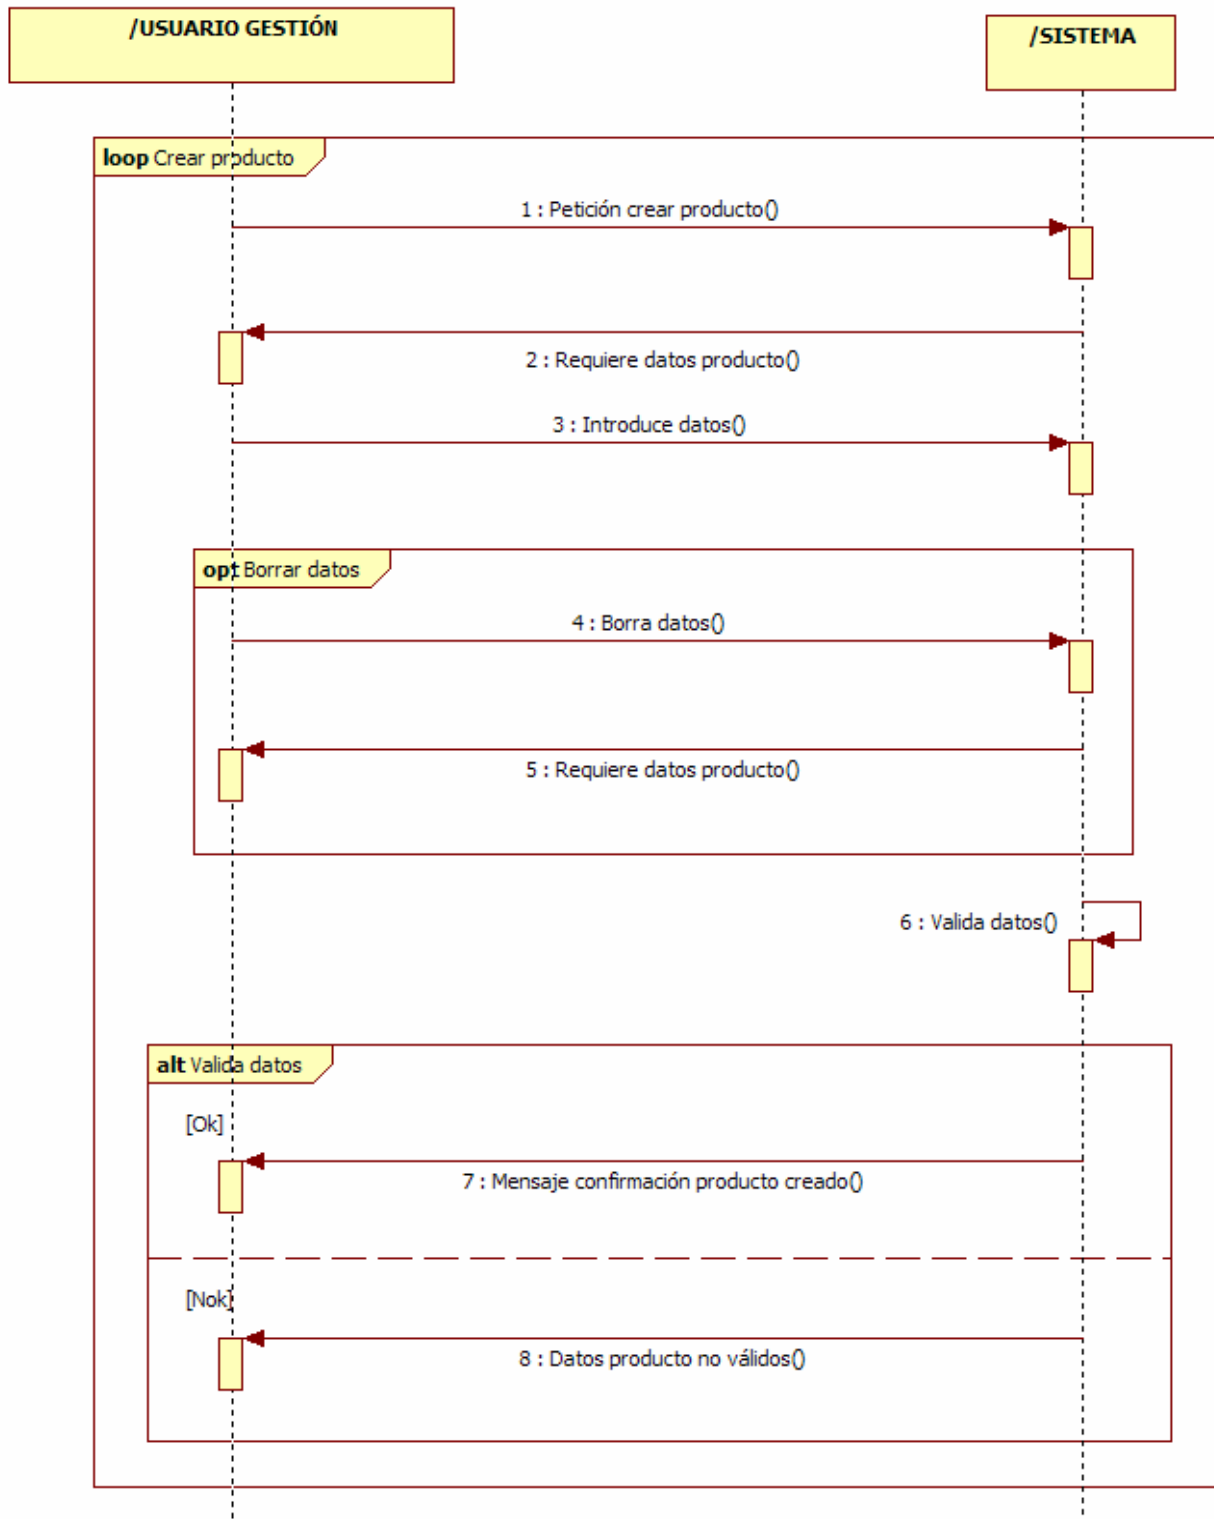 /USUARIO GESTIÓN
/SISTEMA
loop Crear producto
1 : Petición crear producto()
2 : Requiere datos producto()
3 : Introduce datos()
opt Borrar datos
4 : Borra datos()
5 : Requiere datos producto()
6 : Valida datos()
alt Valida datos
[Ok]
7 : Mensaje confirmación producto creado()
[Nok]
8 : Datos producto no válidos()